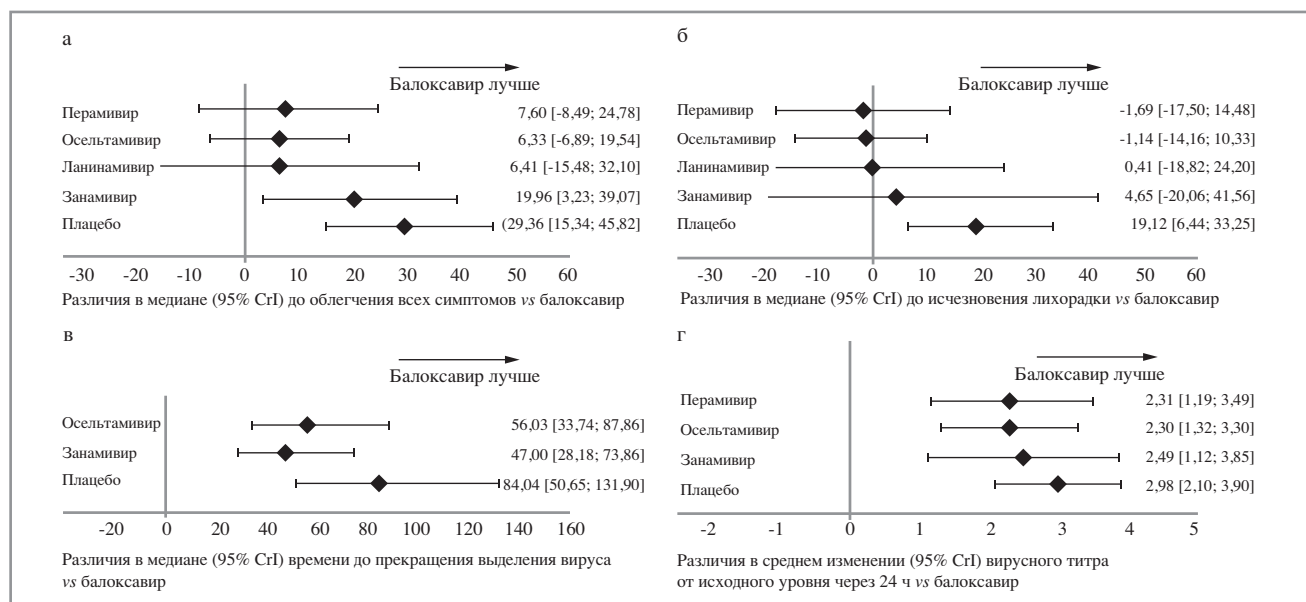 а
Балоксавир лучше
Перамивир 7,60 [-8,49; 24,78]
Осельтамивир 6,33 [-6,89; 19,54]
Ланинамивир 6,41 [-15,48; 32,10]
Занамивир 19,96 [3,23; 39,07]
Плацебо (29,36 [15,34; 45,82]
-30 -10 0 10 20 30 40 50 60
Различия в медиане (95% CrI) до облегчения всех симптомов vs балоксавир
б
Балоксавир лучше
Перамивир -1,69 [-17,50; 14,48]
Осельтамивир -1,14 [-14,16; 10,33]
Ланинамивир 0,41 [-18,82; 24,20]
Занамивир 4,65 [-20,06; 41,56]
Плацебо 19,12 [6,44; 33,25]
-30 -10 0 10 20 30 40 50 60
Различия в медиане (95% CrI) до исчезновения лихорадки vs балоксавир
в
Балоксавир лучше
Осельтамивир 56,03 [33,74; 87,86]
Занамивир 47,00 [28,18; 73,86]
Плацебо 84,04 [50,65; 131,90]
-20 0 20 40 60 80 100 120 140 160
Различия в медиане (95% CrI) времени до прекращения выделения вируса
vs балоксавир
г
Балоксавир лучше
Перамивир 2,31 [1,19; 3,49]
Осельтамивир 2,30 [1,32; 3,30]
Занамивир 2,49 [1,12; 3,85]
Плацебо 2,98 [2,10; 3,90]
-2 -1 0 1 2 3 4 5
Различия в среднем изменении (95% CrI) вирусного титра
от исходного уровня через 24 ч vs балоксавир